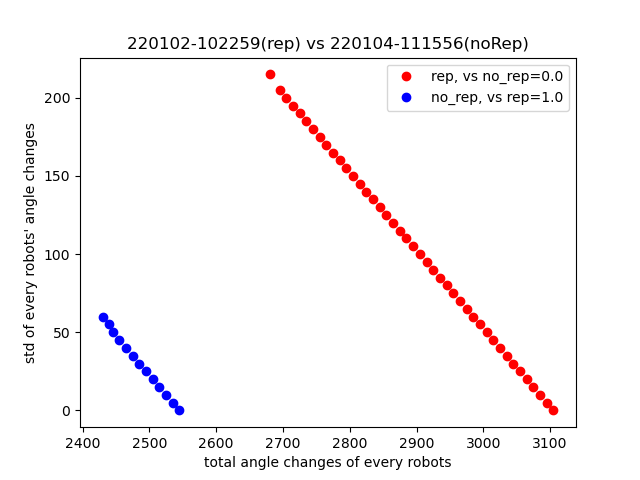 220102-102259(rep) vs 220104-111556(noRep)
rep, vs no_rep=0.0
no_rep, vs rep=1.0
std of every robots' angle changes
200
150
100
50
0
2400 2500 2600 2700 2800 2900 3000 3100
total angle changes of every robots